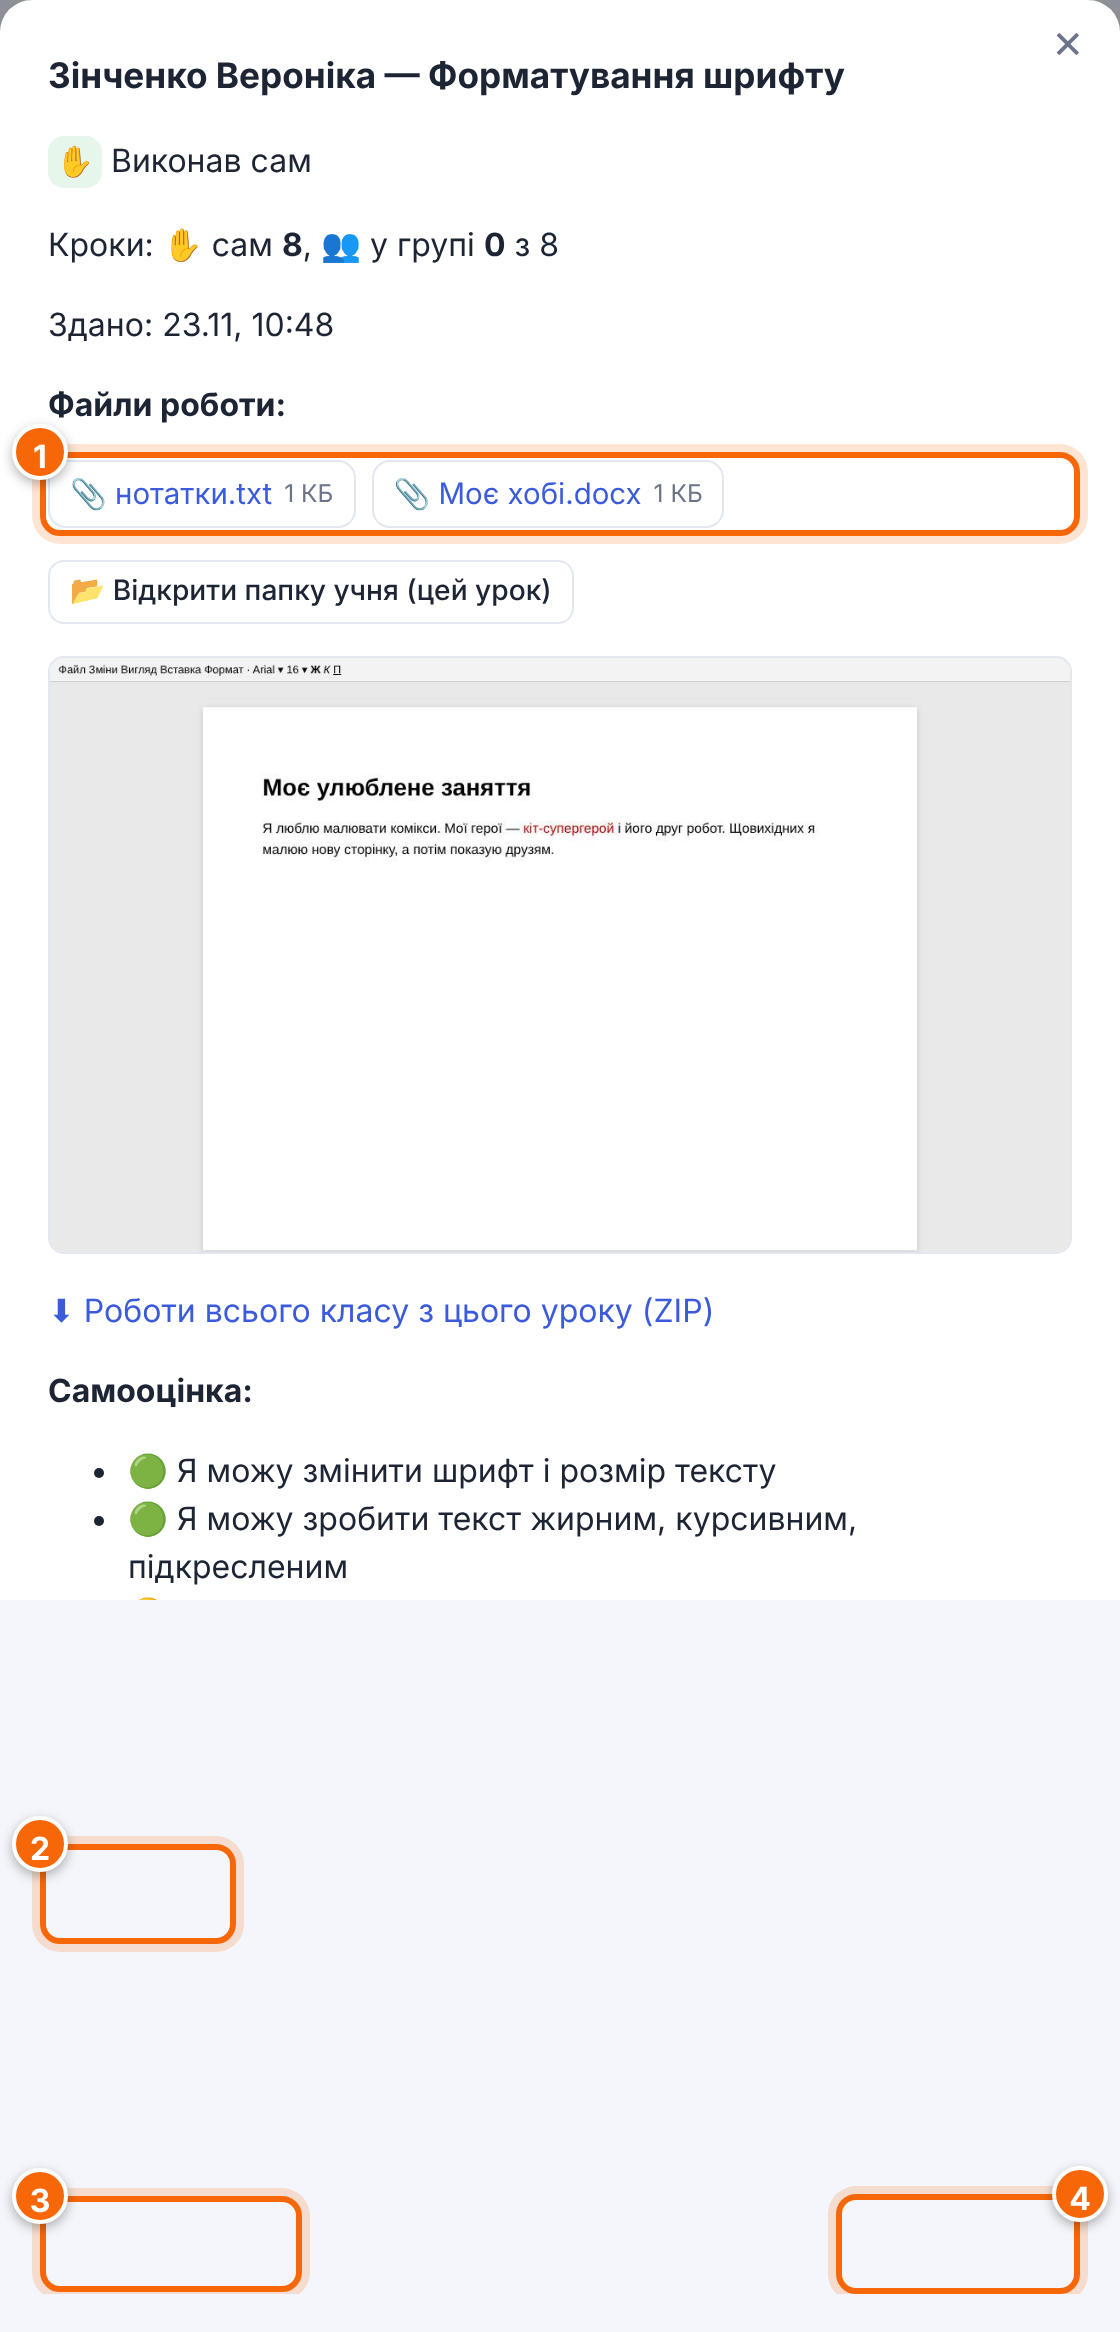 Зінченко Вероніка — Форматування шрифту
Виконав сам
Кроки: сам 8, у групі 0 з 8
Здано: 23.11, 10:48
Файли роботи:
1
нотатки.txt 1 КБ Моє хобі.docx 1 КБ
Відкрити папку учня (цей урок)
Файл Зміни Вигляд Вставка Формат · Arial ▾ 16 ▾ Ж К П
Моє улюблене заняття
Я люблю малювати комікси. Мої герої — кіт-супергерой і його друг робот. Щовихідних я
малюю нову сторінку, а потім показую друзям.
⬇ Роботи всього класу з цього уроку (ZIP)
Самооцінка:
• Я можу змінити шрифт і розмір тексту
• Я можу зробити текст жирним, курсивним,
підкресленим
2
3
4